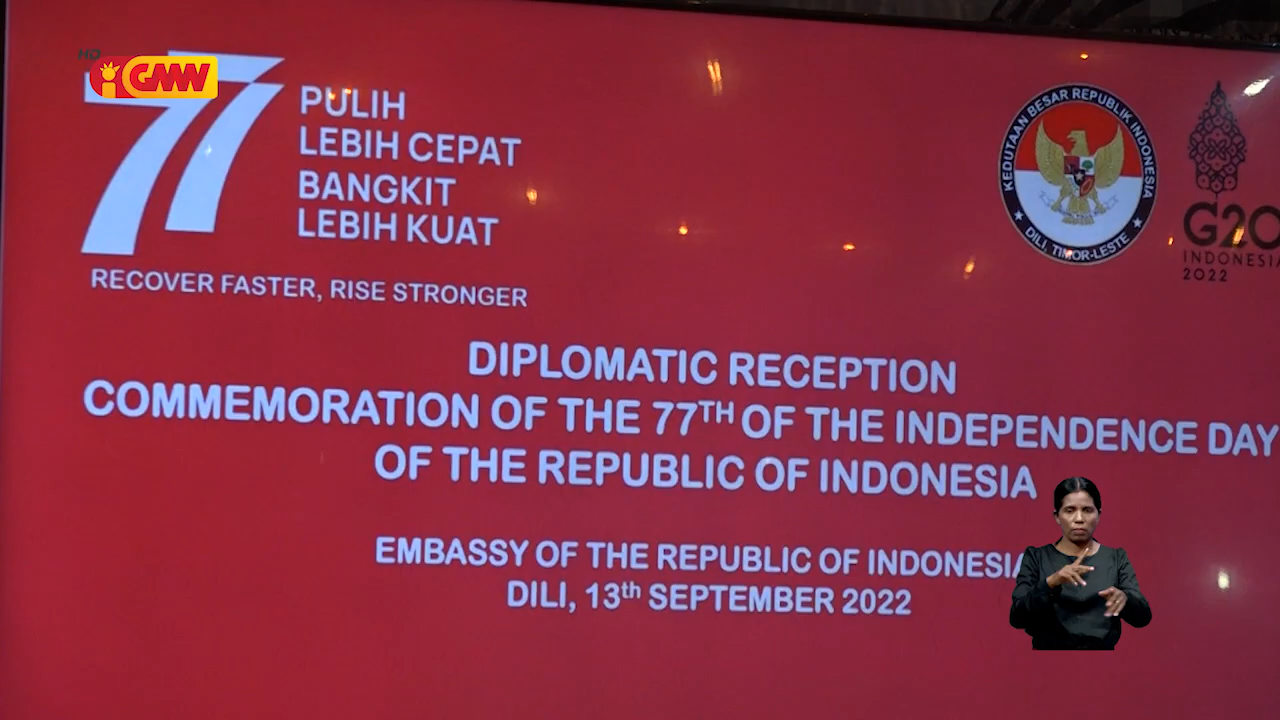 HD
GMN
77
PULIH
LEBIH CEPAT
BANGKIT
LEBIH KUAT
RECOVER FASTER, RISE STRONGER
KEDUTAAN BESAR REPUBLIK INDONESIA
DILI, TIMOR-LESTE
G20
INDONESIA
2022
DIPLOMATIC RECEPTION
COMMEMORATION OF THE 77TH OF THE INDEPENDENCE DAY
OF THE REPUBLIC OF INDONESIA
EMBASSY OF THE REPUBLIC OF INDONESIA
DILI, 13th SEPTEMBER 2022